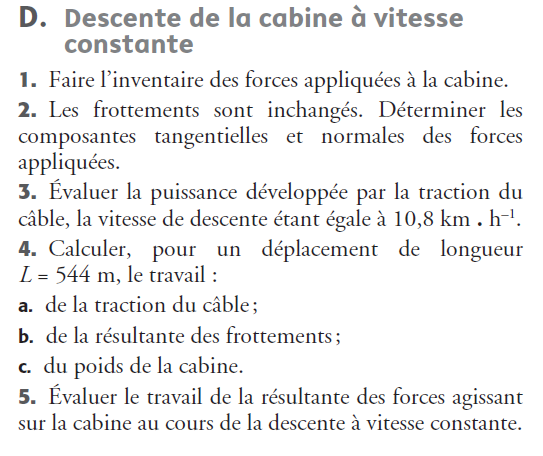 D. Descente de la cabine à vitesse
constante
1. Faire l'inventaire des forces appliquées à la cabine.
2. Les frottements sont inchangés. Déterminer les
composantes tangentielles et normales des forces
appliquées.
3. Évaluer la puissance développée par la traction du
câble, la vitesse de descente étant égale à 10,8 km . h⁻¹.
4. Calculer, pour un déplacement de longueur
L = 544 m, le travail :
a. de la traction du câble;
b. de la résultante des frottements;
c. du poids de la cabine.
5. Évaluer le travail de la résultante des forces agissant
sur la cabine au cours de la descente à vitesse constante.